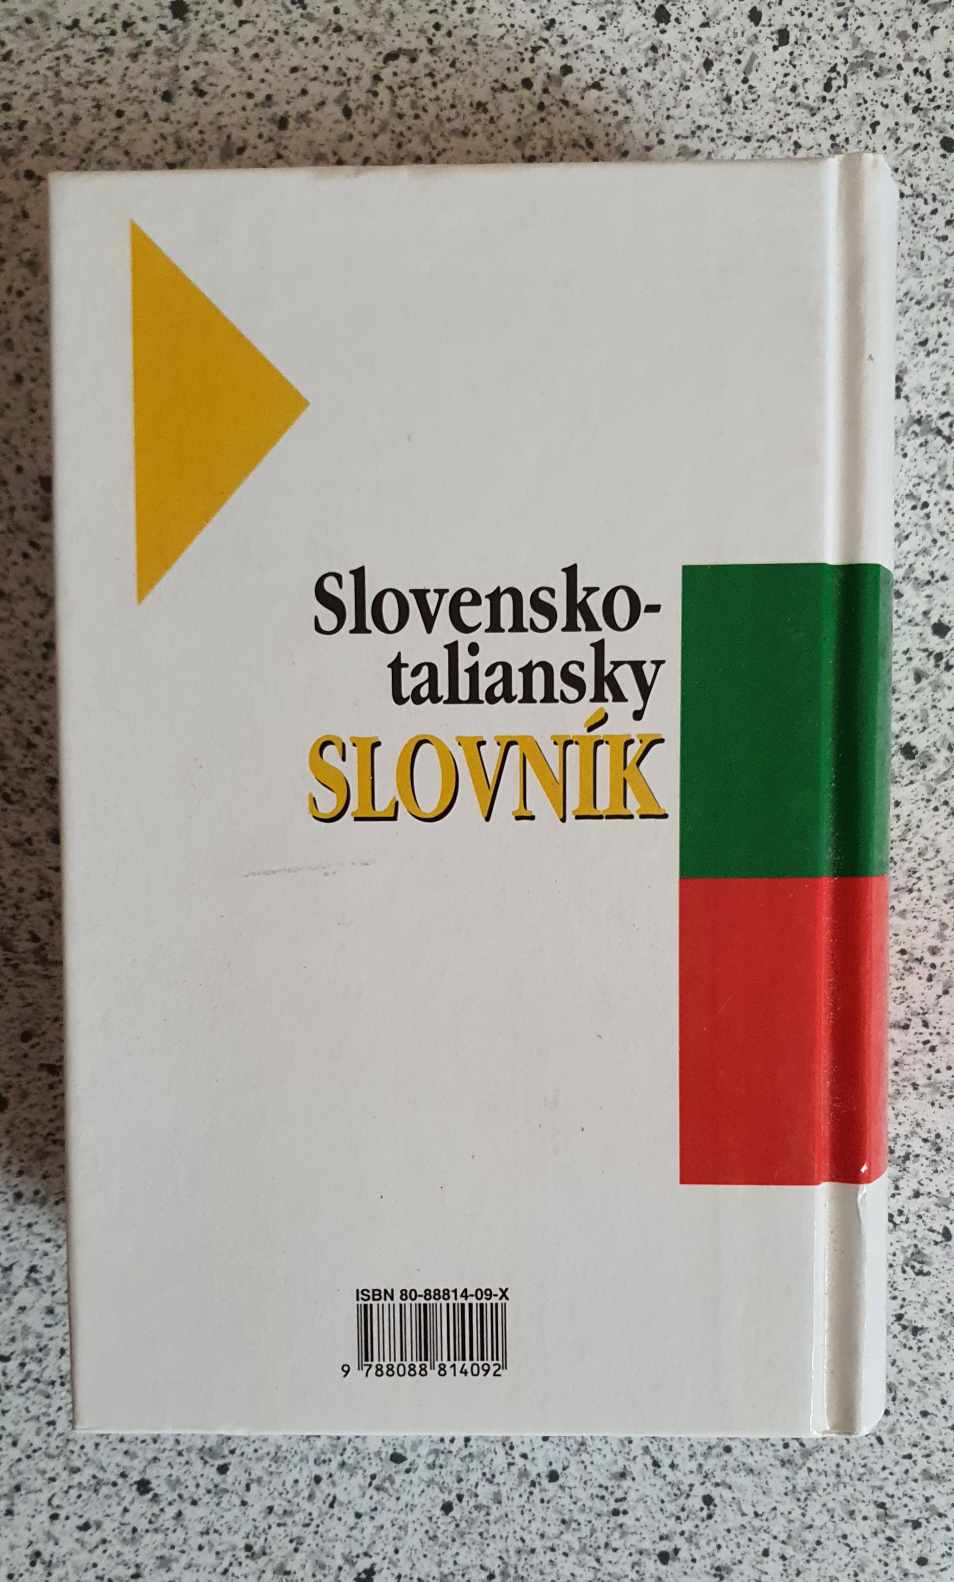 Slovensko-
taliansky
SLOVNÍK
ISBN 80-88814-09-X
9 788088 814092